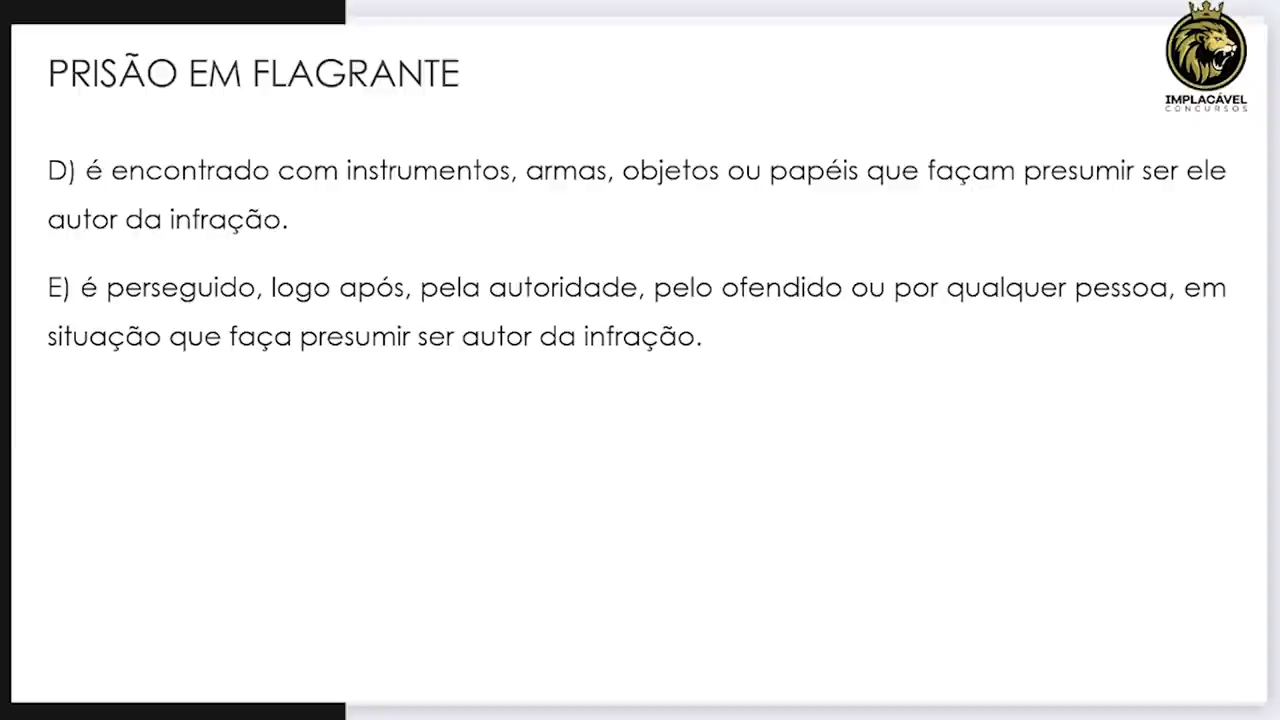 IMPLACÁVEL
CONCURSOS
PRISÃO EM FLAGRANTE
D) é encontrado com instrumentos, armas, objetos ou papéis que façam presumir ser ele
autor da infração.
E) é perseguido, logo após, pela autoridade, pelo ofendido ou por qualquer pessoa, em
situação que faça presumir ser autor da infração.